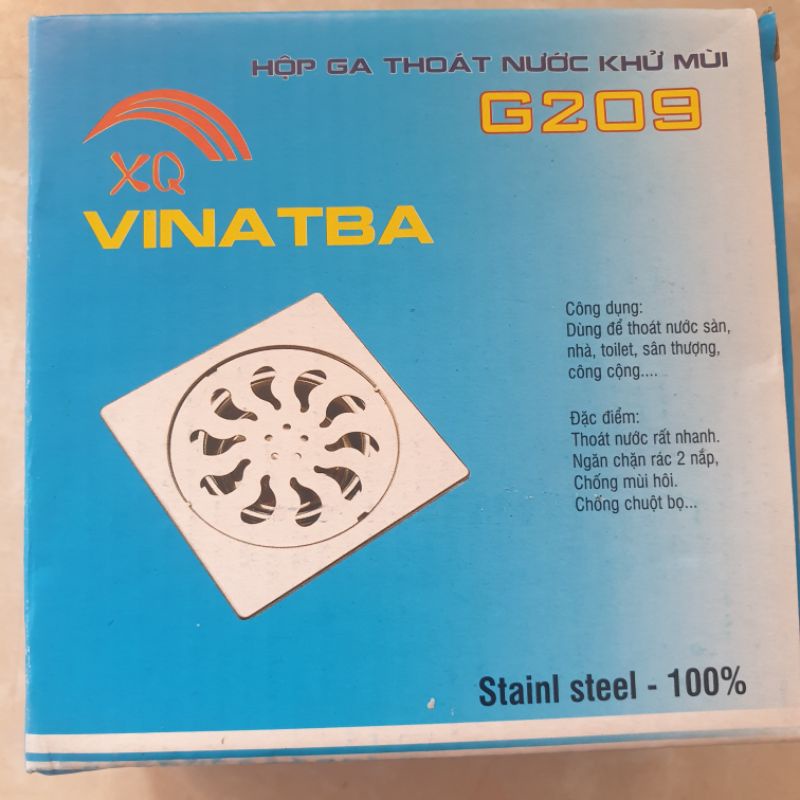 HỘP GA THOÁT NƯỚC KHỬ MÙI
G209
XQ
VINATBA
Công dụng:
Dùng để thoát nước sàn,
nhà, toilet, sân thượng,
công cộng....
Đặc điểm:
Thoát nước rất nhanh.
Ngăn chặn rác 2 nắp,
Chống mùi hôi.
Chống chuột bọ...
Stainl steel - 100%